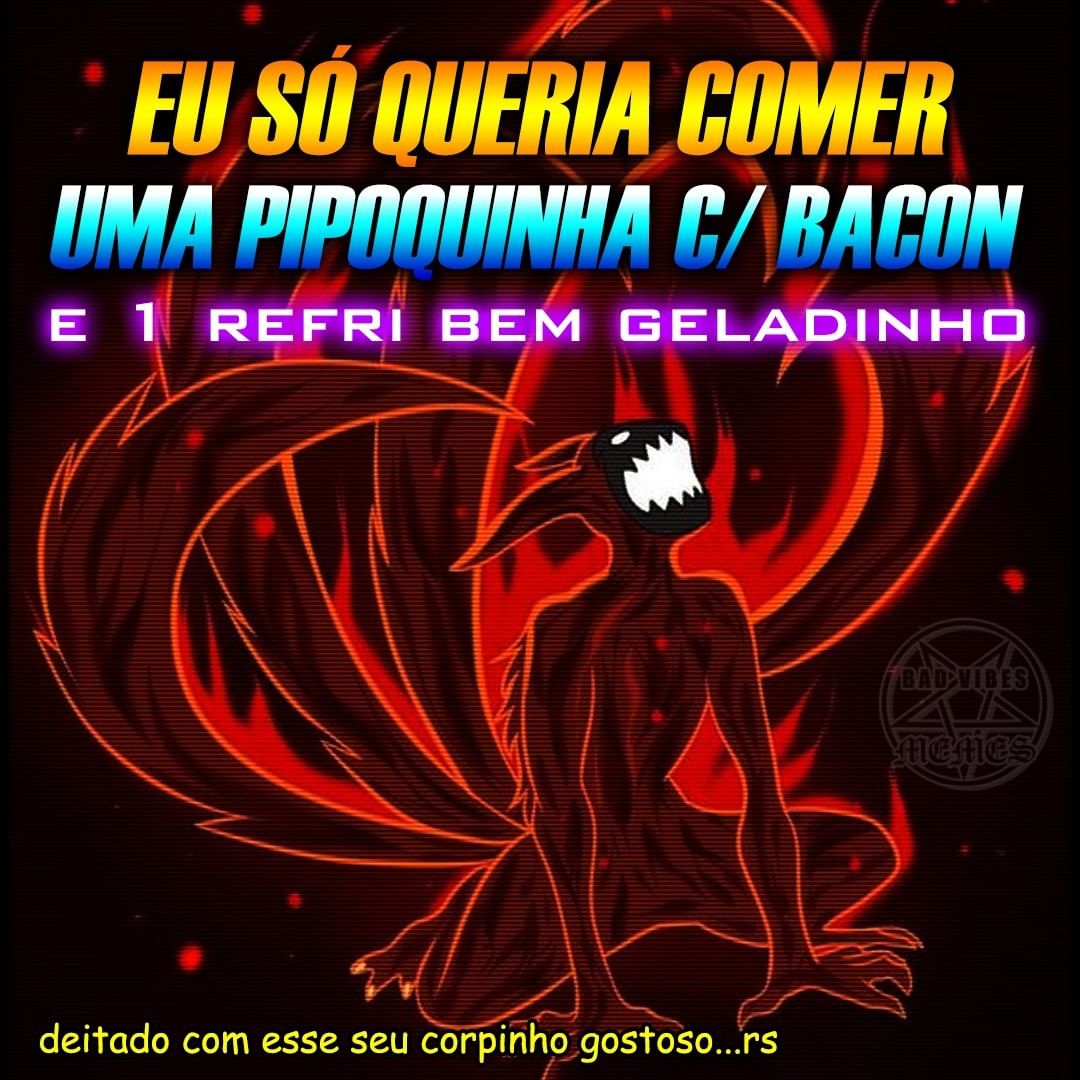 EU SÓ QUERIA COMER
UMA PIPOQUINHA C/ BACON
E 1 REFRI BEM GELADINHO
BAD VIBES
MEMES
deitado com esse seu corpinho gostoso...rs